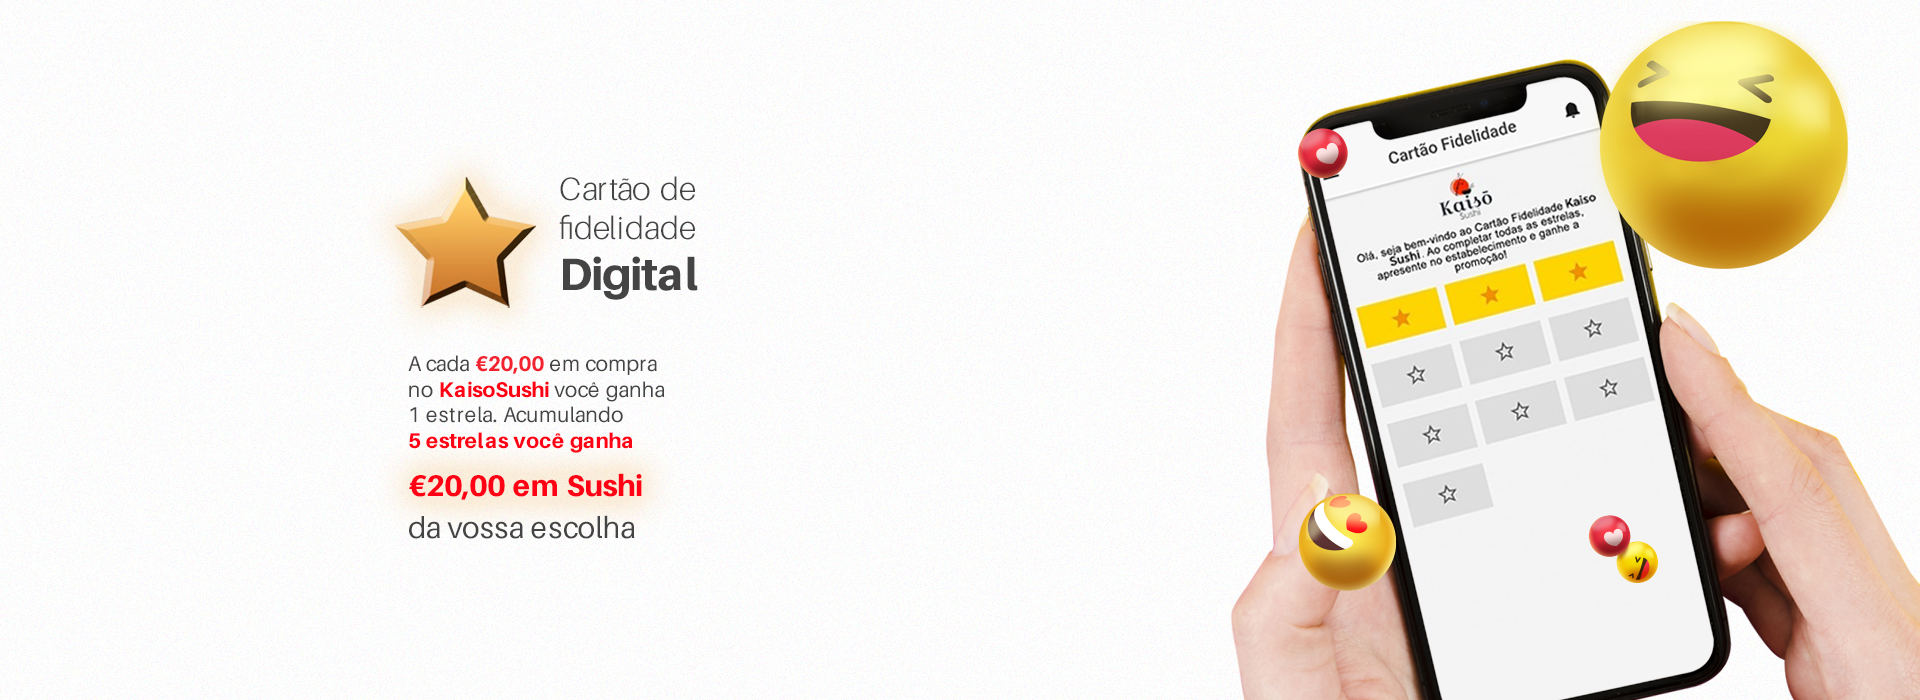 Cartão de
fidelidade
Digital
A cada €20,00 em compra
no KaisoSushi você ganha
1 estrela. Acumulando
5 estrelas você ganha
€20,00 em Sushi
da vossa escolha
Cartão Fidelidade
Kaisō
Sushi
Olá, seja bem-vindo ao Cartão Fidelidade Kaiso
Sushi. Ao completar todas as estrelas,
apresente no estabelecimento e ganhe a
promoção!